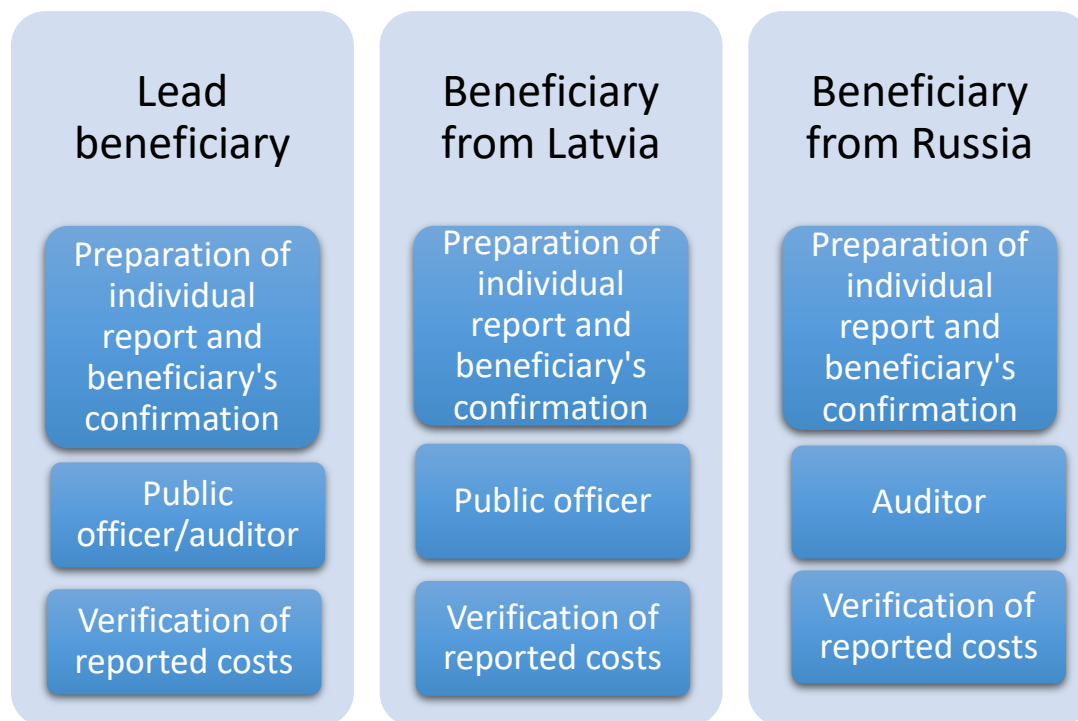 Lead
beneficiary
Preparation of
individual
report and
beneficiary's
confirmation
Public
officer/auditor
Verification of
reported costs
Beneficiary
from Latvia
Preparation of
individual
report and
beneficiary's
confirmation
Public officer
Verification of
reported costs
Beneficiary
from Russia
Preparation of
individual
report and
beneficiary's
confirmation
Auditor
Verification of
reported costs